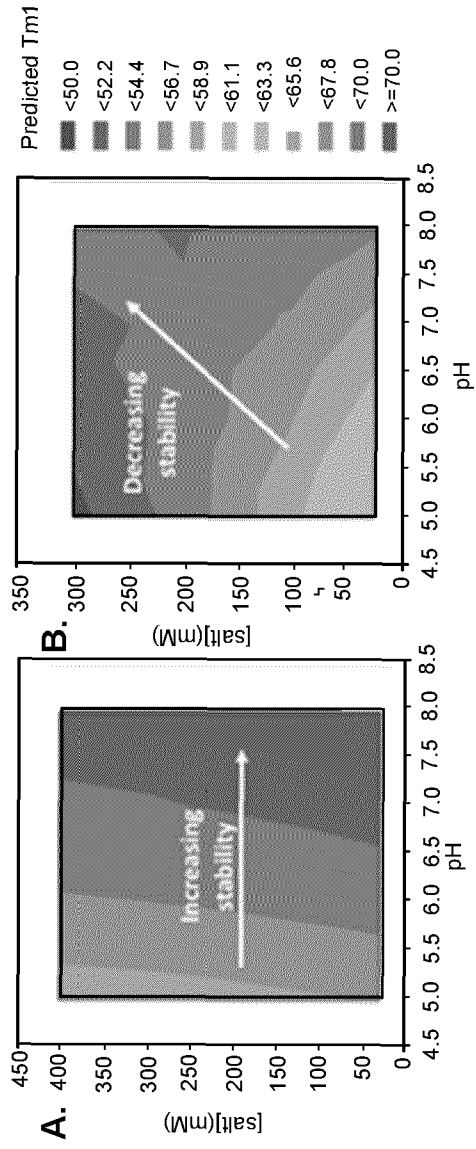 A.
450
400
350
300
250
200
150
100
50
0
[salt](mM)
Increasing
stability
4.5 5.0 5.5 6.0 6.5 7.0 7.5 8.0 8.5
pH
B.
350
300
250
200
150
100
50
0
[salt](mM)
Decreasing
stability
4.5 5.0 5.5 6.0 6.5 7.0 7.5 8.0 8.5
pH
Predicted Tm1
<50.0
<52.2
<54.4
<56.7
<58.9
<61.1
<63.3
<65.6
<67.8
<70.0
>=70.0